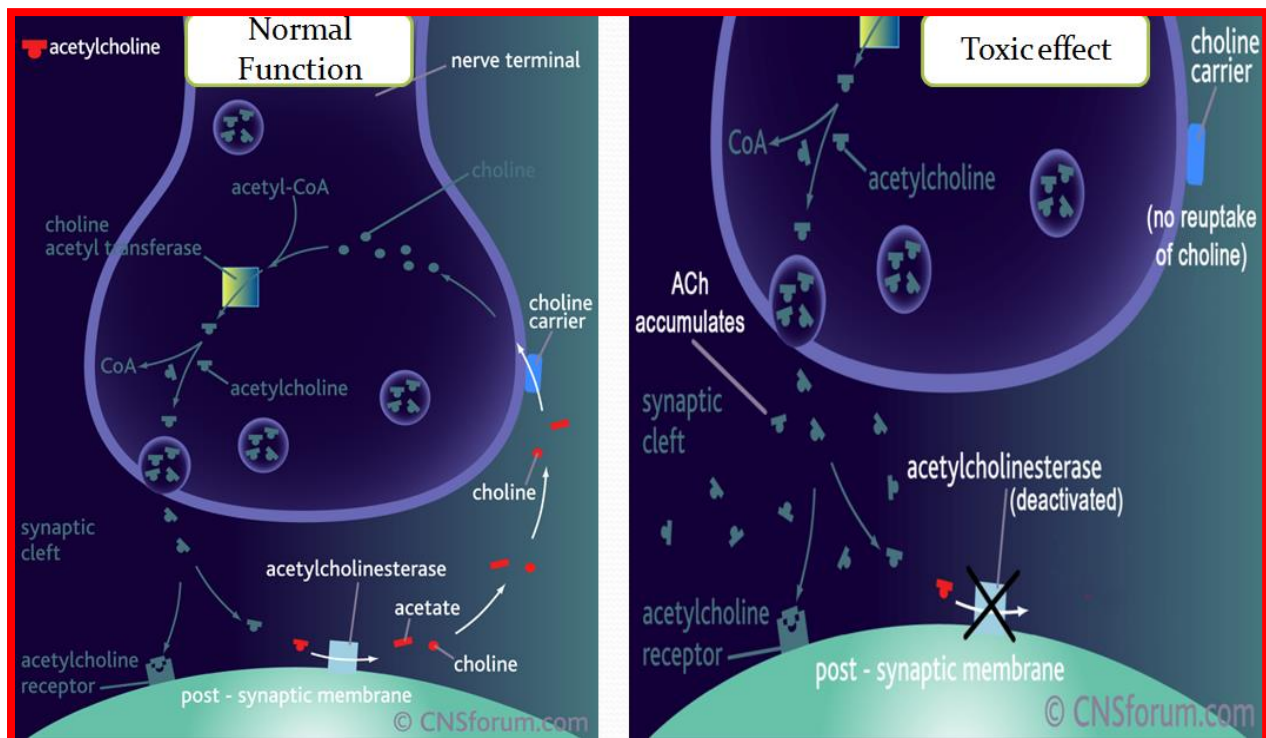 acetylcholine
Normal
Function
nerve terminal
acetyl-CoA
choline
choline
acetyl transferase
choline
carrier
CoA
acetylcholine
choline
synaptic
cleft
acetylcholinesterase
acetate
choline
acetylcholine
receptor
post - synaptic membrane
© CNSforum.com
Toxic effect
choline
carrier
CoA
acetylcholine
(no reuptake
of choline)
ACh
accumulates
synaptic
cleft
acetylcholinesterase
(deactivated)
acetylcholine
receptor
post - synaptic membrane
© CNSforum.com